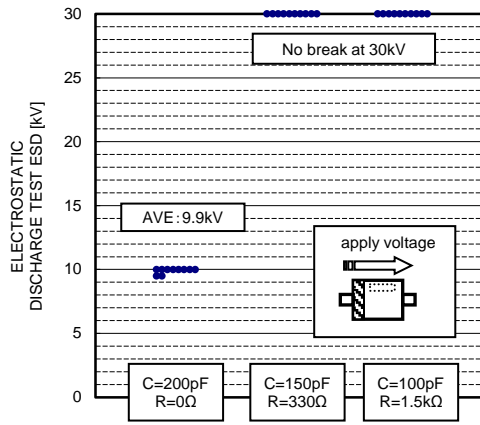 30
25
20
15
10
5
0
ELECTROSTATIC
DISCHARGE TEST ESD [kV]
No break at 30kV
AVE：9.9kV
apply voltage
C=200pF
R=0Ω
C=150pF
R=330Ω
C=100pF
R=1.5kΩ